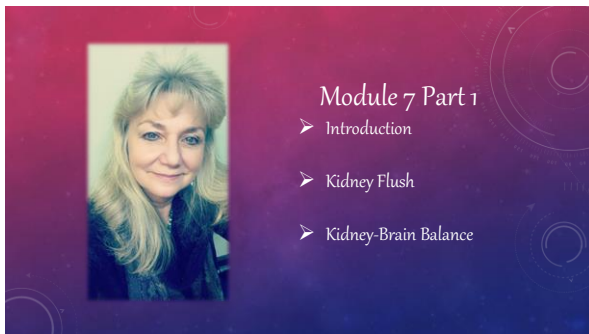 Module 7 Part 1
Introduction
Kidney Flush
Kidney-Brain Balance